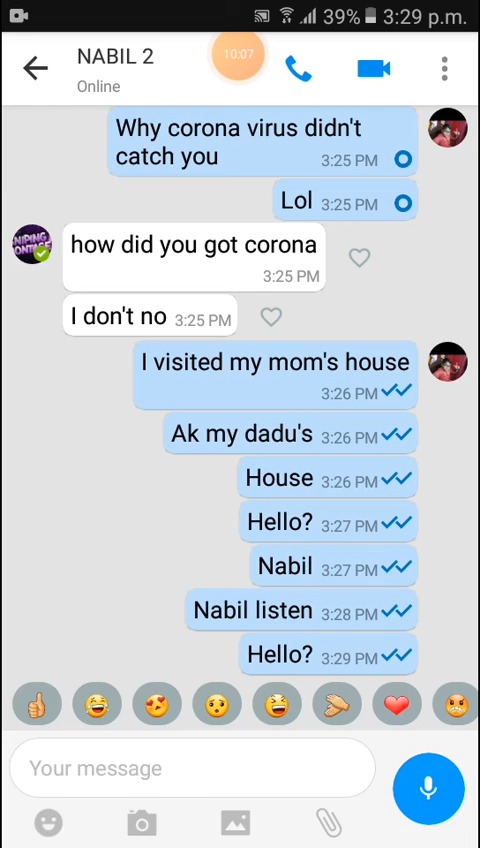 39% 3:29 p.m.
NABIL 2
10:07
Online
Why corona virus didn't
catch you 3:25 PM
Lol 3:25 PM
how did you got corona
3:25 PM
I don't no 3:25 PM
I visited my mom's house
3:26 PM
Ak my dadu's 3:26 PM
House 3:26 PM
Hello? 3:27 PM
Nabil 3:27 PM
Nabil listen 3:28 PM
Hello? 3:29 PM
Your message